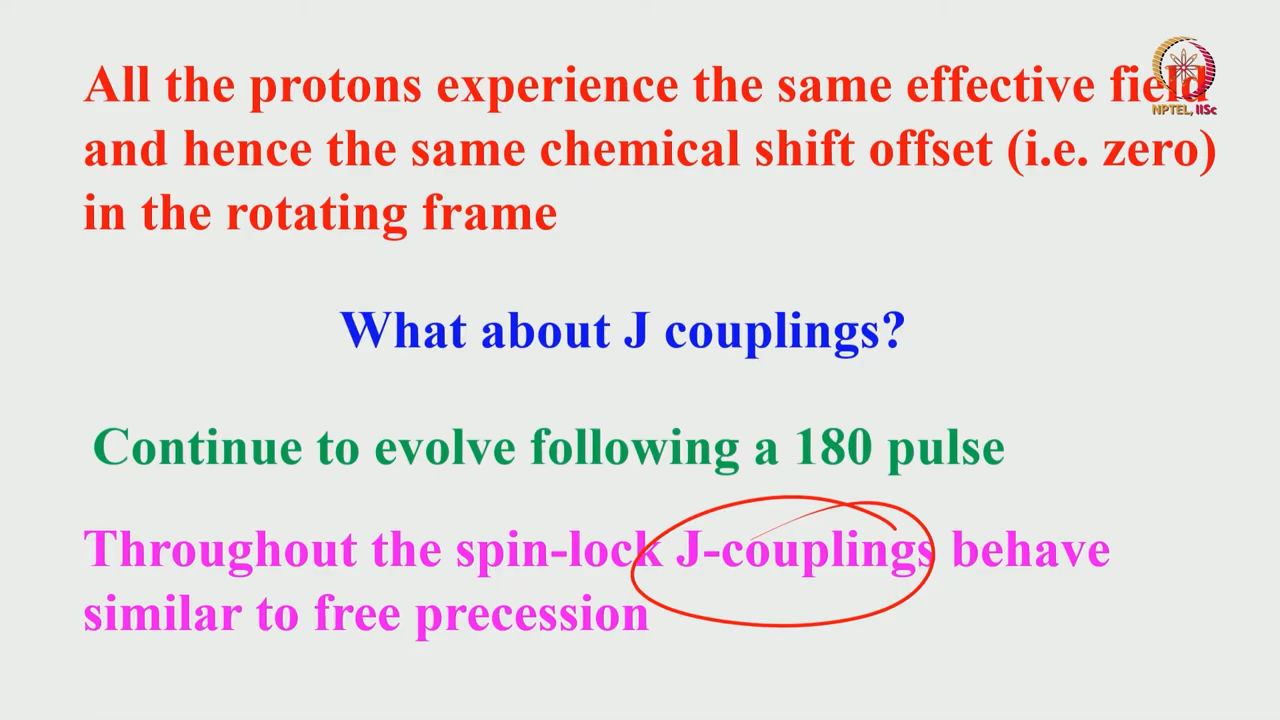 All the protons experience the same effective field
and hence the same chemical shift offset (i.e. zero)
in the rotating frame
NPTEL, IISc
What about J couplings?
Continue to evolve following a 180 pulse
Throughout the spin-lock J-couplings behave
similar to free precession